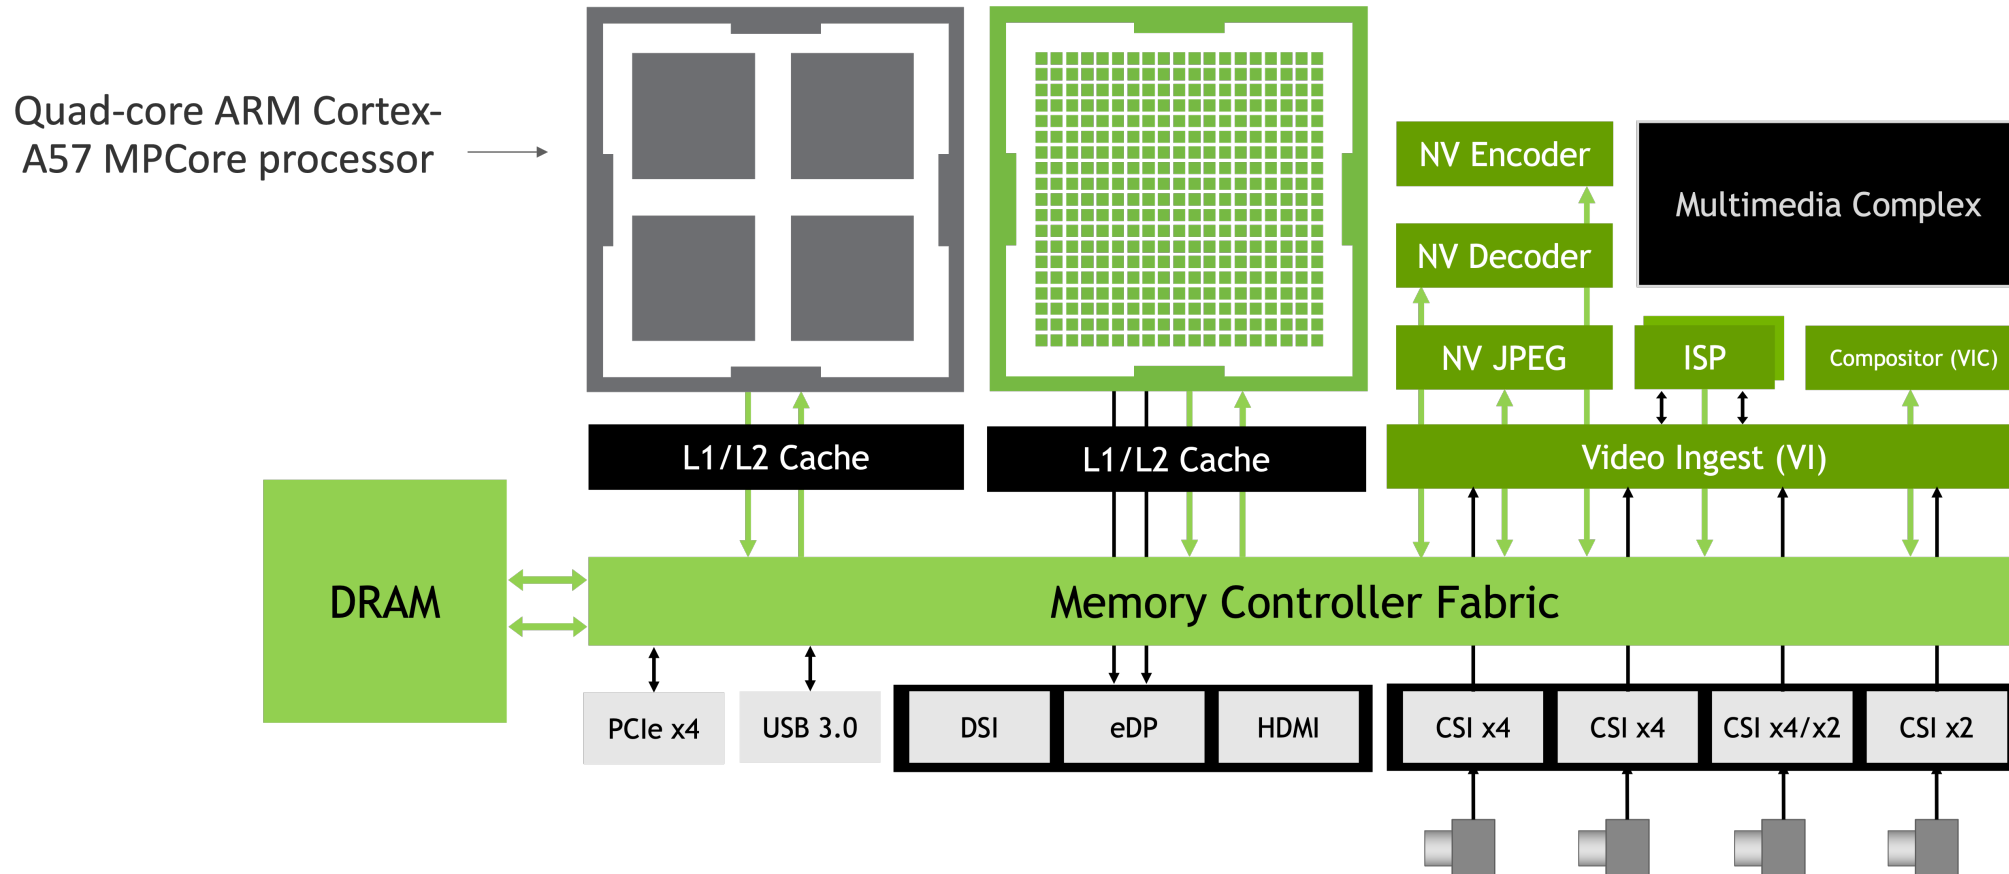 Quad-core ARM Cortex-
A57 MPCore processor
NV Encoder
Multimedia Complex
NV Decoder
NV JPEG
ISP
Compositor (VIC)
L1/L2 Cache
L1/L2 Cache
Video Ingest (VI)
DRAM
Memory Controller Fabric
PCIe x4
USB 3.0
DSI
eDP
HDMI
CSI x4
CSI x4
CSI x4/x2
CSI x2